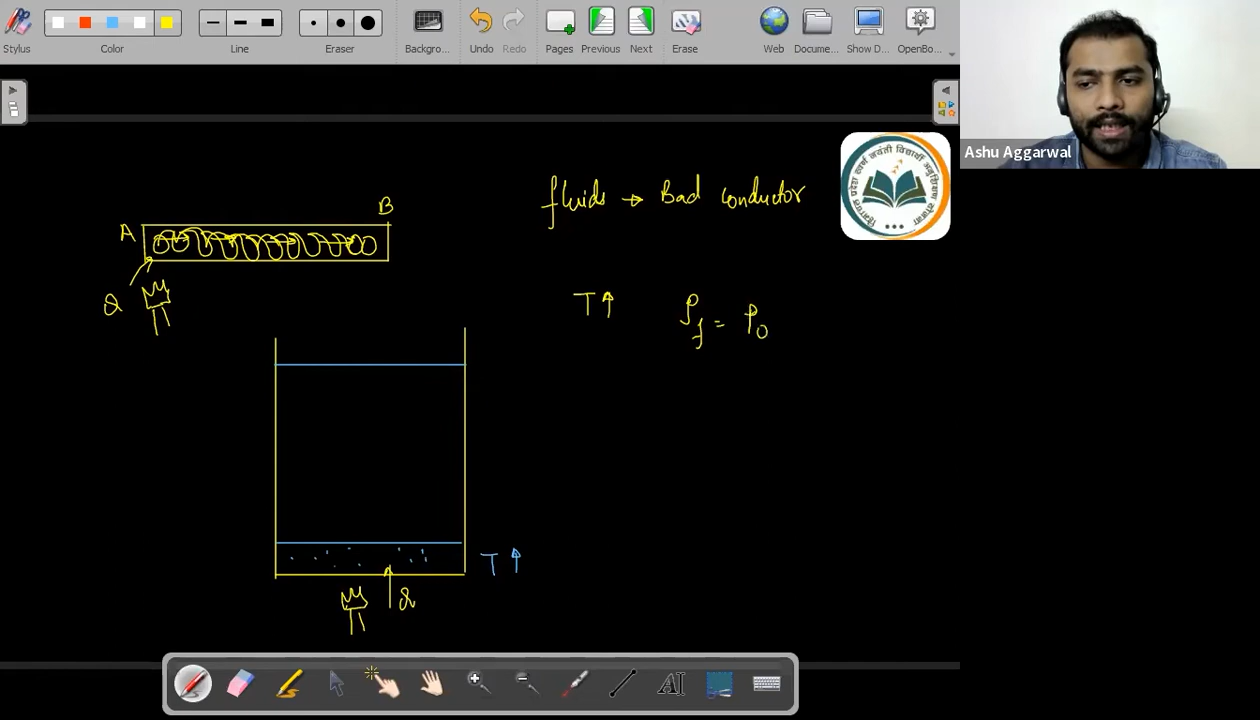 Stylus
Color
Line
Eraser
Backgro...
Undo
Redo
Pages
Previous
Next
Erase
Web
Docume...
Show D...
OpenBo...
Ashu Aggarwal
fluids → Bad conductor
A
B
Q
T↑
ρf = ρ0
T ↑
Q